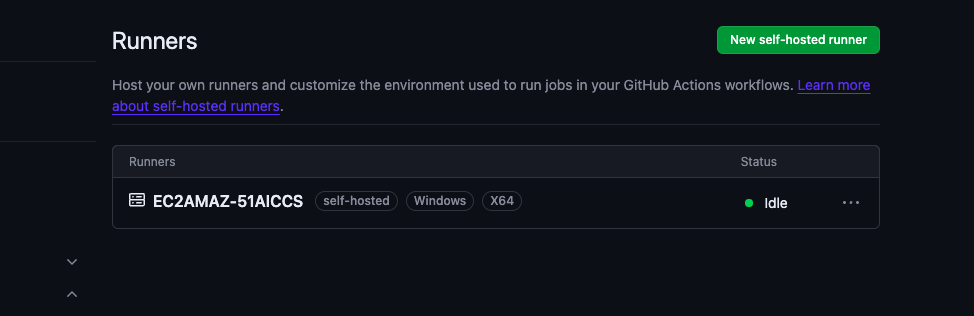 Runners
New self-hosted runner
Host your own runners and customize the environment used to run jobs in your GitHub Actions workflows. Learn more
about self-hosted runners.
Runners Status
EC2AMAZ-51AICCS self-hosted Windows X64 Idle